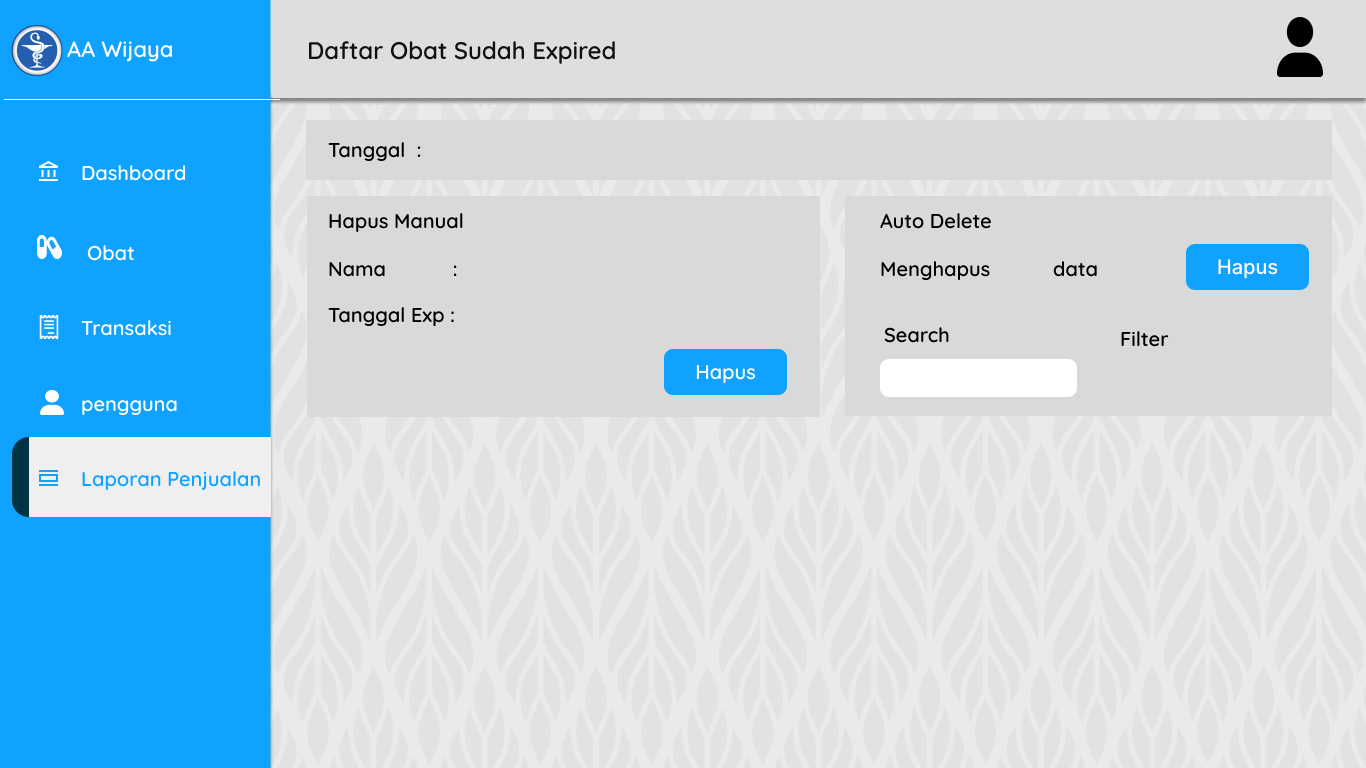 AA Wijaya
Daftar Obat Sudah Expired
Dashboard
Obat
Transaksi
pengguna
Laporan Penjualan
Tanggal :
Hapus Manual
Nama :
Tanggal Exp :
Hapus
Auto Delete
Menghapus data
Hapus
Search
Filter